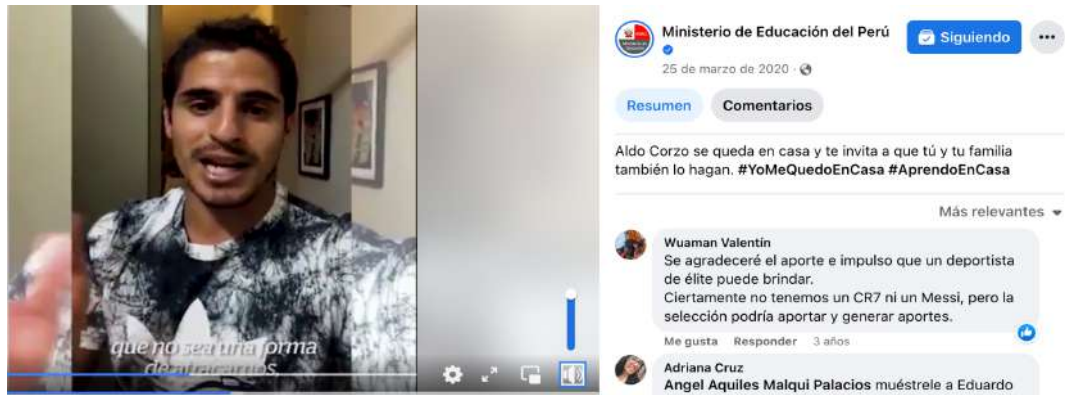 que no sea una forma
de atracarnos
Ministerio de Educación del Perú
Siguiendo
25 de marzo de 2020
Resumen
Comentarios
Aldo Corzo se queda en casa y te invita a que tú y tu familia
también lo hagan. #YoMeQuedoEnCasa #AprendoEnCasa
Más relevantes
Wuaman Valentín
Se agradeceré el aporte e impulso que un deportista
de élite puede brindar.
Ciertamente no tenemos un CR7 ni un Messi, pero la
selección podría aportar y generar aportes.
Me gusta Responder 3 años
Adriana Cruz
Angel Aquiles Malqui Palacios muéstrele a Eduardo